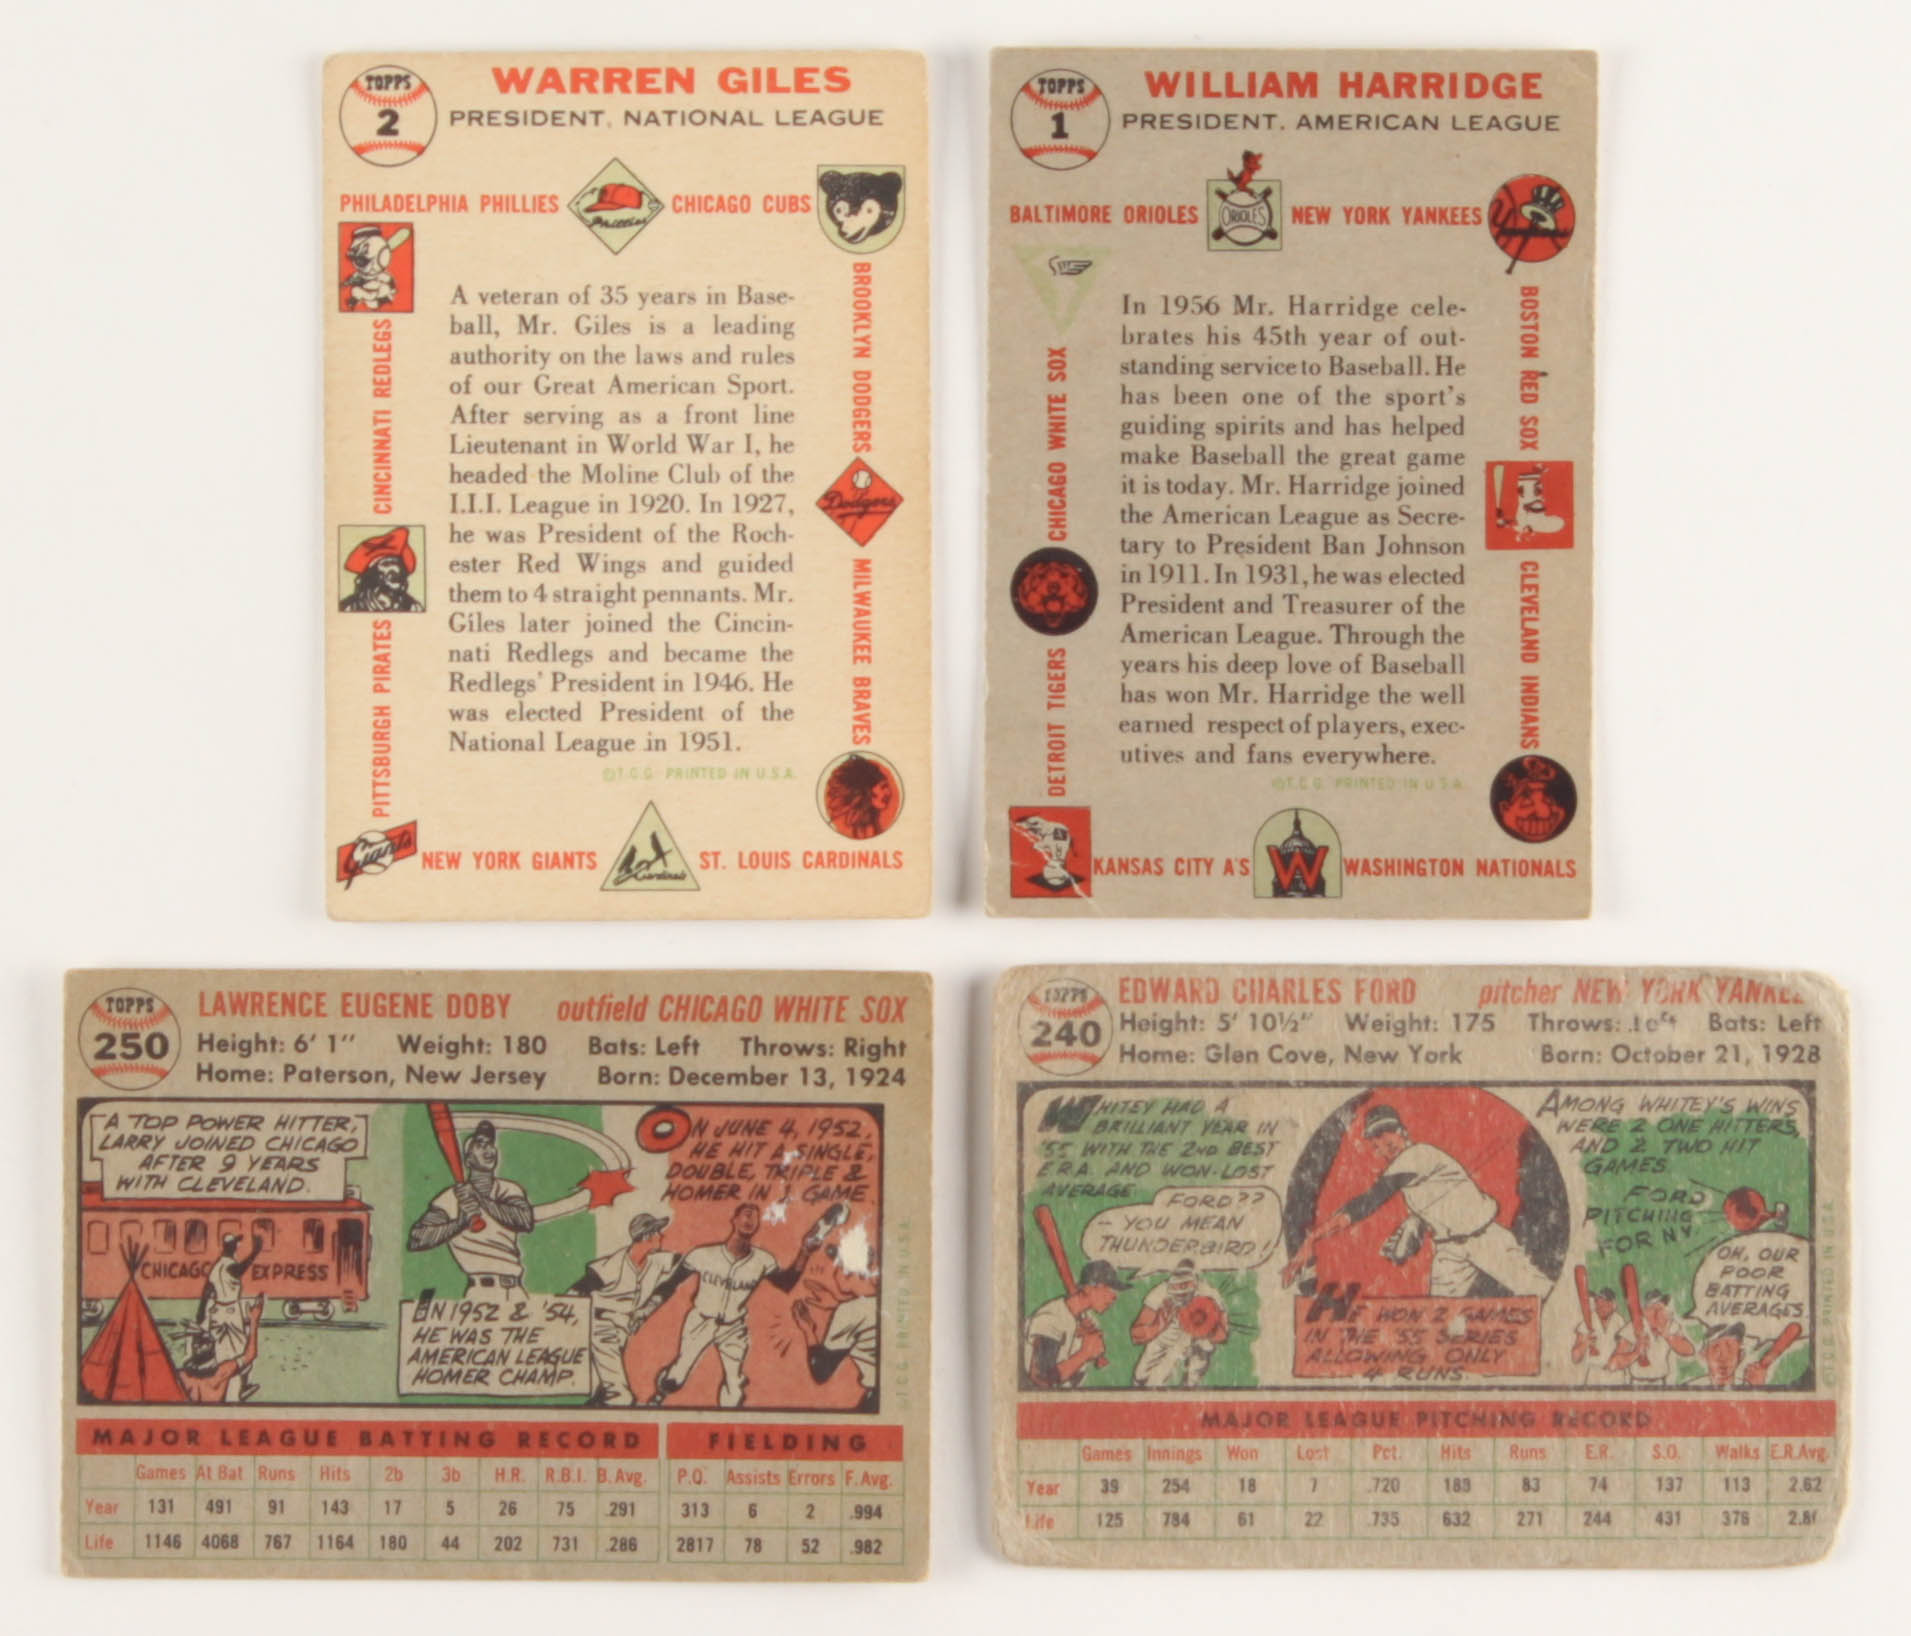 TOPPS
2
WARREN GILES
PRESIDENT, NATIONAL LEAGUE
PHILADELPHIA PHILLIES
Phillies
CHICAGO CUBS
BROOKLYN DODGERS
Dodgers
MILWAUKEE BRAVES
CINCINNATI REDLEGS
PITTSBURGH PIRATES
A veteran of 35 years in Base-
ball, Mr. Giles is a leading
authority on the laws and rules
of our Great American Sport.
After serving as a front line
Lieutenant in World War I, he
headed the Moline Club of the
I.I.I. League in 1920. In 1927,
he was President of the Roch-
ester Red Wings and guided
them to 4 straight pennants. Mr.
Giles later joined the Cincin-
nati Redlegs and became the
Redlegs' President in 1946. He
was elected President of the
National League in 1951.
©T.C.G. PRINTED IN U.S.A.
Giants
NEW YORK GIANTS
Cardinals
ST. LOUIS CARDINALS
TOPPS
1
WILLIAM HARRIDGE
PRESIDENT, AMERICAN LEAGUE
BALTIMORE ORIOLES
ORIOLES
NEW YORK YANKEES
BOSTON RED SOX
CLEVELAND INDIANS
CHICAGO WHITE SOX
DETROIT TIGERS
In 1956 Mr. Harridge cele-
brates his 45th year of out-
standing service to Baseball. He
has been one of the sport's
guiding spirits and has helped
make Baseball the great game
it is today. Mr. Harridge joined
the American League as Secre-
tary to President Ban Johnson
in 1911. In 1931, he was elected
President and Treasurer of the
American League. Through the
years his deep love of Baseball
has won Mr. Harridge the well
earned respect of players, exec-
utives and fans everywhere.
©T.C.G. PRINTED IN U.S.A.
KANSAS CITY A'S
W
WASHINGTON NATIONALS
TOPPS
250
LAWRENCE EUGENE DOBY outfield CHICAGO WHITE SOX
Height: 6' 1" Weight: 180 Bats: Left Throws: Right
Home: Paterson, New Jersey Born: December 13, 1924
A TOP POWER HITTER,
LARRY JOINED CHICAGO
AFTER 9 YEARS
WITH CLEVELAND.
CHICAGO EXPRESS
IN 1952 & '54,
HE WAS THE
AMERICAN LEAGUE
HOMER CHAMP.
ON JUNE 4, 1952,
HE HIT A SINGLE,
DOUBLE, TRIPLE &
HOMER IN 1 GAME
CLEVELAND
©T.C.G. PRINTED IN U.S.A.
MAJOR LEAGUE BATTING RECORD FIELDING
Games At Bat Runs Hits 2b 3b H.R. R.B.I. B.Avg. P.O. Assists Errors F.Avg.
Year 131 491 91 143 17 5 26 75 .291 313 6 2 .994
Life 1146 4068 767 1164 180 44 202 731 .286 2817 78 52 .982
TOPPS
240
EDWARD CHARLES FORD pitcher NEW YORK YANKEE
Height: 5' 10½" Weight: 175 Throws: Left Bats: Left
Home: Glen Cove, New York Born: October 21, 1928
WHITEY HAD A
BRILLIANT YEAR IN
'55 WITH THE 2ND BEST
E.R.A. AND WON-LOST
AVERAGE.
FORD??
- YOU MEAN
THUNDERBIRD!
HE WON 2 GAMES
IN THE '55 SERIES
ALLOWING ONLY
4 RUNS.
AMONG WHITEY'S WINS
WERE 2 ONE HITTERS,
AND 2 TWO HIT
GAMES.
FORD
PITCHING
FOR N.Y.
OH, OUR
POOR
BATTING
AVERAGES
©T.C.G. PRINTED IN U.S.A.
MAJOR LEAGUE PITCHING RECORD
Games Innings Won Lost Pct. Hits Runs E.R. S.O. Walks E.R.Avg.
Year 39 254 18 7 .720 188 83 74 137 113 2.62
Life 125 784 61 22 .735 632 271 244 431 376